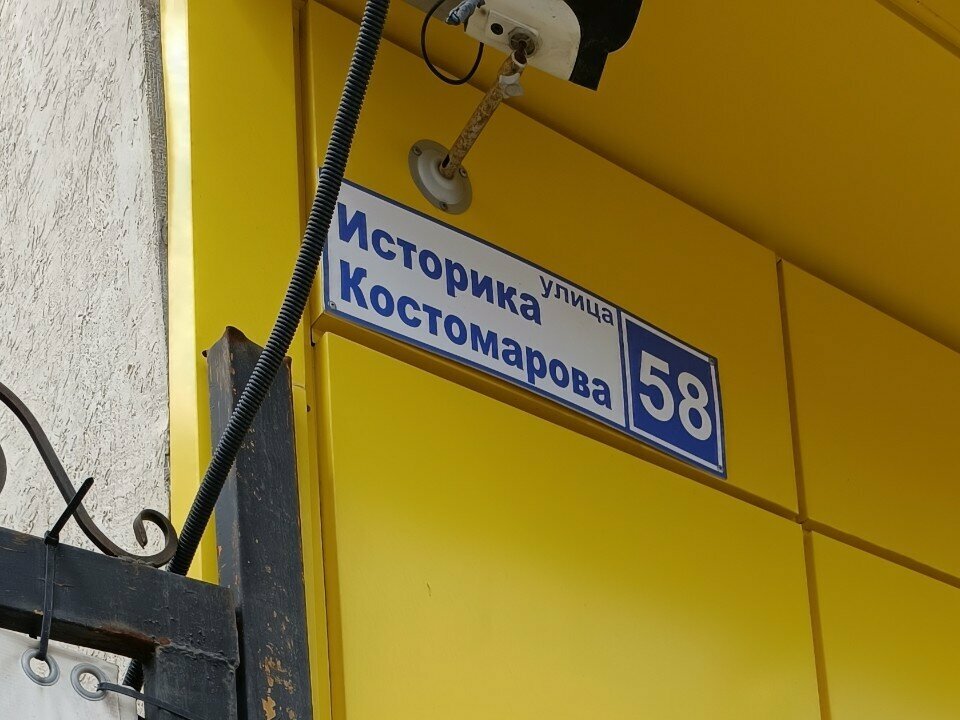 улица
Историка
Костомарова
58